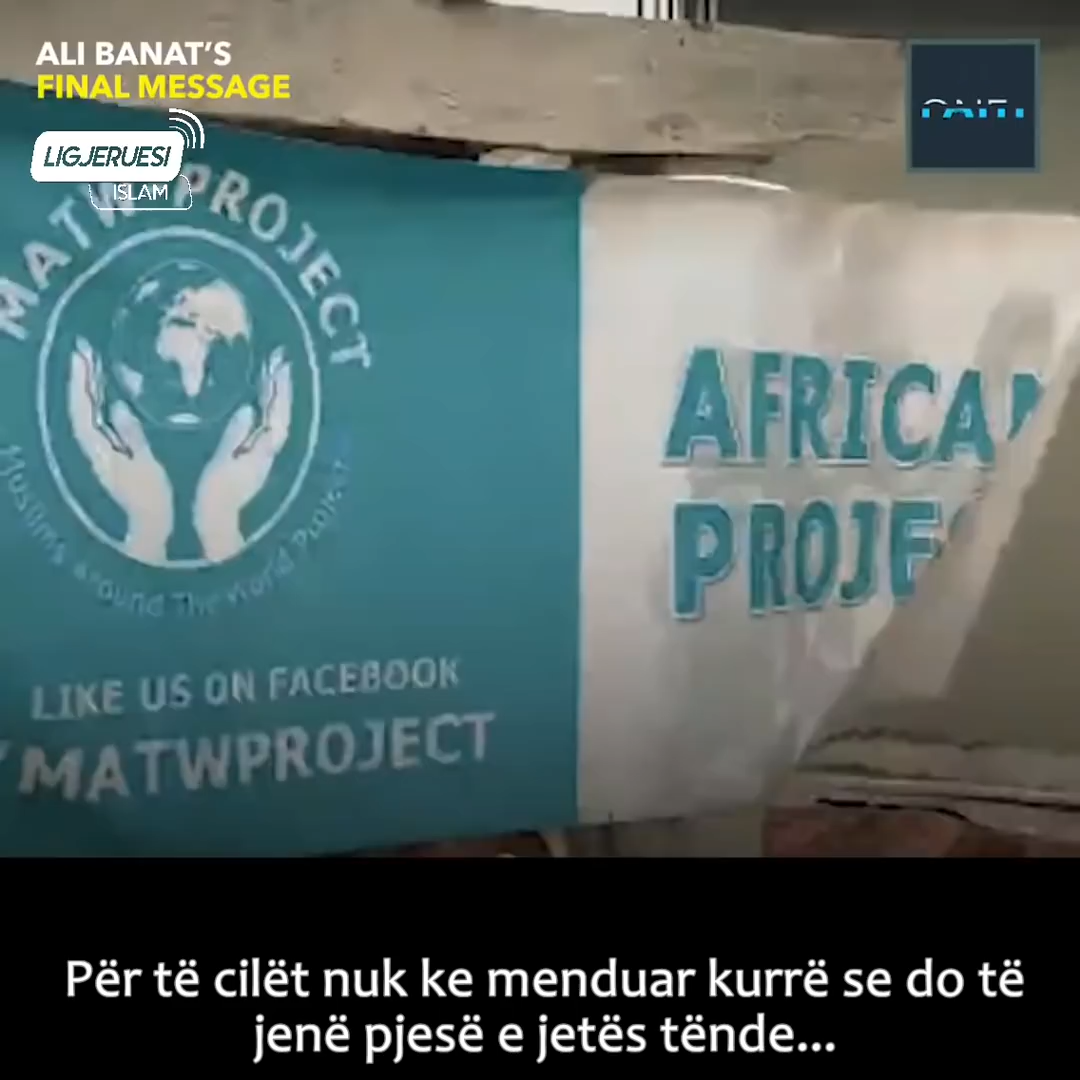 ALI BANAT'S
FINAL MESSAGE
LIGJERUESI
ISLAM
MATW PROJECT
Muslims Around The World Project
LIKE US ON FACEBOOK
/MATWPROJECT
AFRICAN
PROJE
Për të cilët nuk ke menduar kurrë se do të
jenë pjesë e jetës tënde...